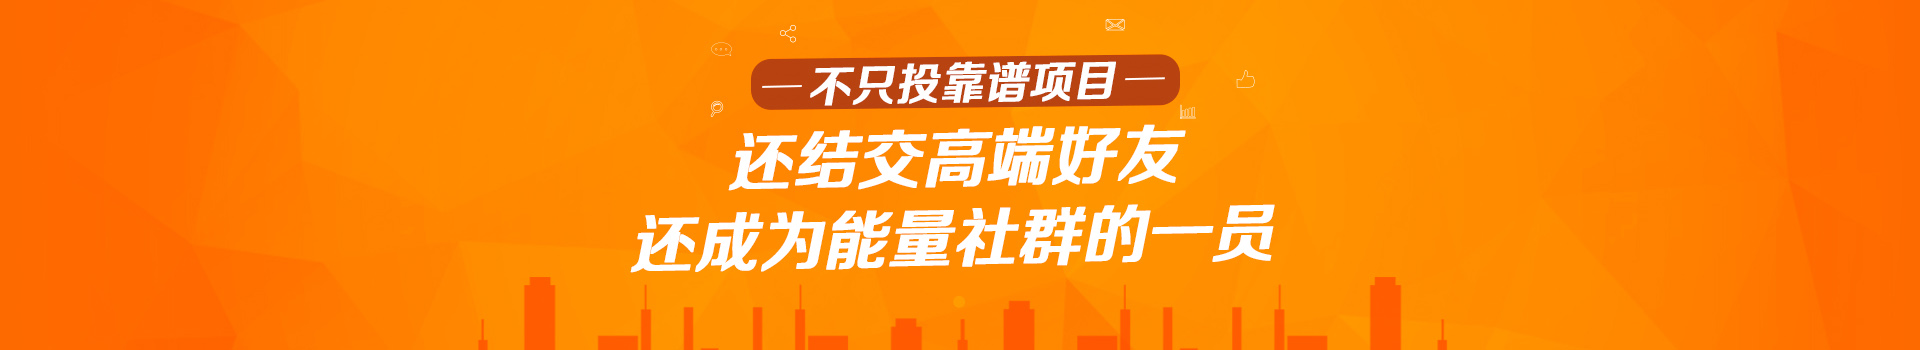 不只投靠谱项目
还结交高端好友
还成为能量社群的一员